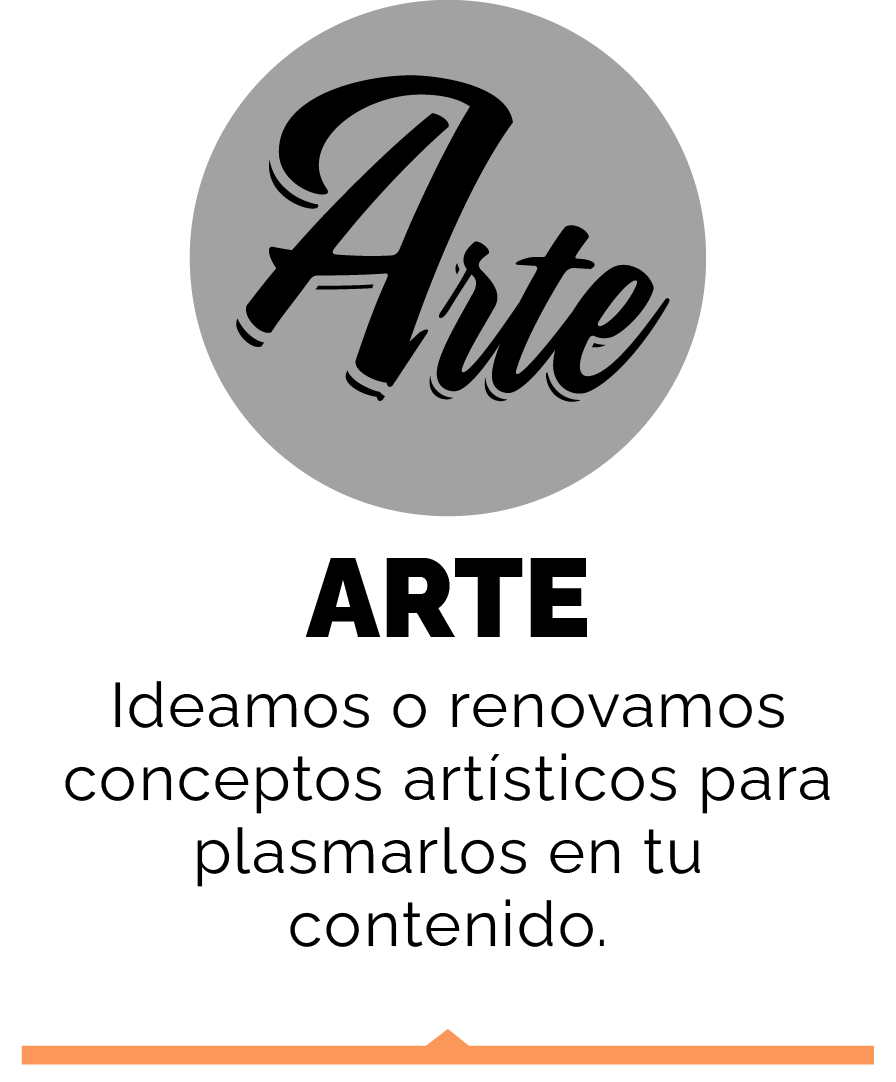 Arte
ARTE
Ideamos o renovamos
conceptos artísticos para
plasmarlos en tu
contenido.